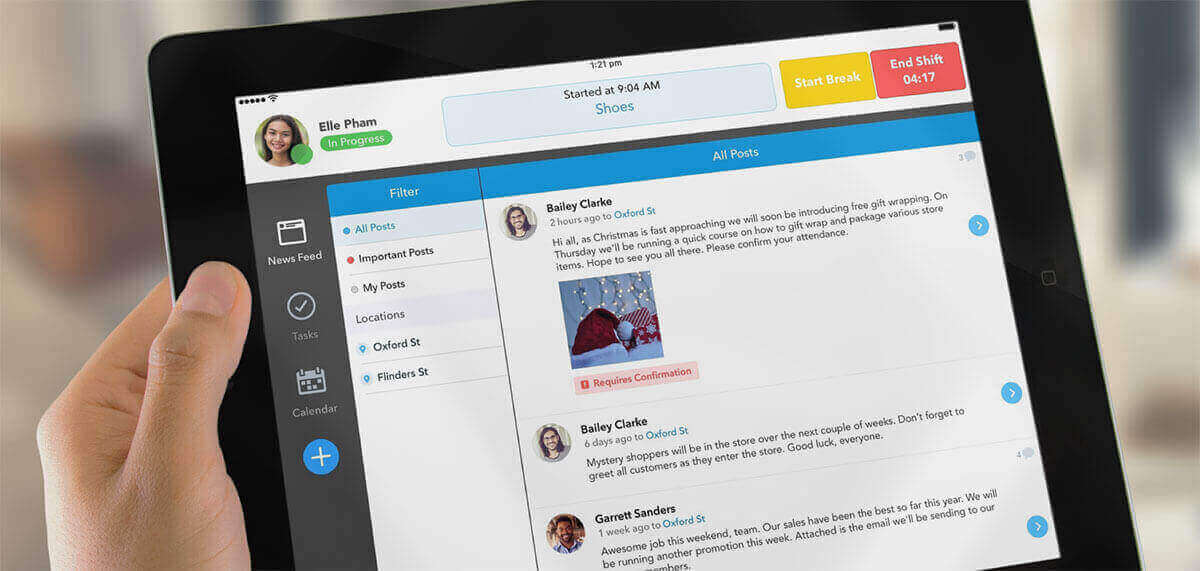 1:21 pm
Elle Pham
In Progress
Started at 9:04 AM
Shoes
Start Break
End Shift
04:17
News Feed
Tasks
Calendar
Filter
All Posts
Important Posts
My Posts
Locations
Oxford St
Flinders St
All Posts
3
Bailey Clarke
2 hours ago to Oxford St
Hi all, as Christmas is fast approaching we will soon be introducing free gift wrapping. On
Thursday we'll be running a quick course on how to gift wrap and package various store
items. Hope to see you all there. Please confirm your attendance.
Requires Confirmation
Bailey Clarke
6 days ago to Oxford St
Mystery shoppers will be in the store over the next couple of weeks. Don't forget to
greet all customers as they enter the store. Good luck, everyone.
4
Garrett Sanders
1 week ago to Oxford St
Awesome job this weekend, team. Our sales have been the best so far this year. We will
be running another promotion this week. Attached is the email we'll be sending to our